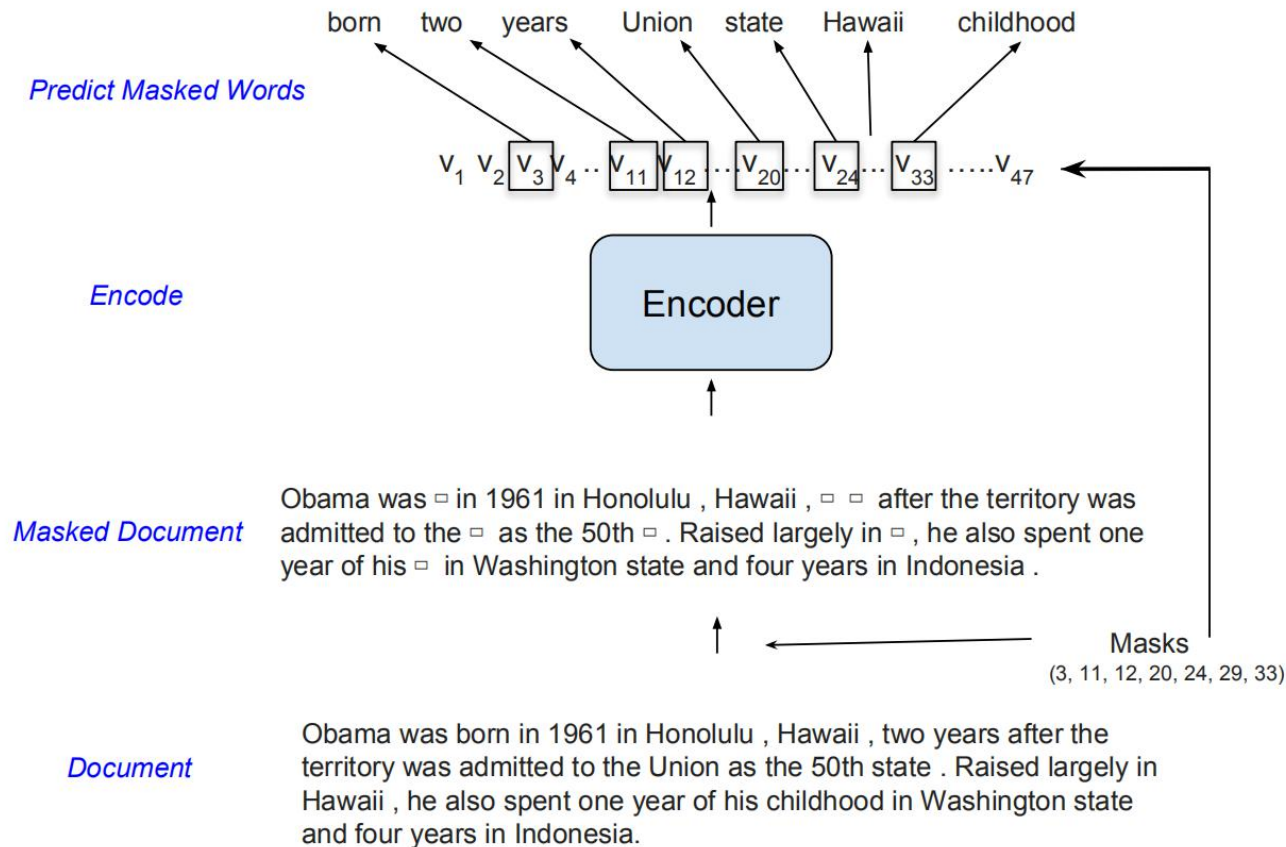 born two years Union state Hawaii childhood
Predict Masked Words
v1 v2 v3 v4 .. v11 v12 .... v20 ... v24 ... v33 ..... v47
Encode
Encoder
Masked Document
Obama was ▭ in 1961 in Honolulu , Hawaii , ▭ ▭ after the territory was
admitted to the ▭ as the 50th ▭ . Raised largely in ▭ , he also spent one
year of his ▭ in Washington state and four years in Indonesia .
Masks
(3, 11, 12, 20, 24, 29, 33)
Document
Obama was born in 1961 in Honolulu , Hawaii , two years after the
territory was admitted to the Union as the 50th state . Raised largely in
Hawaii , he also spent one year of his childhood in Washington state
and four years in Indonesia.